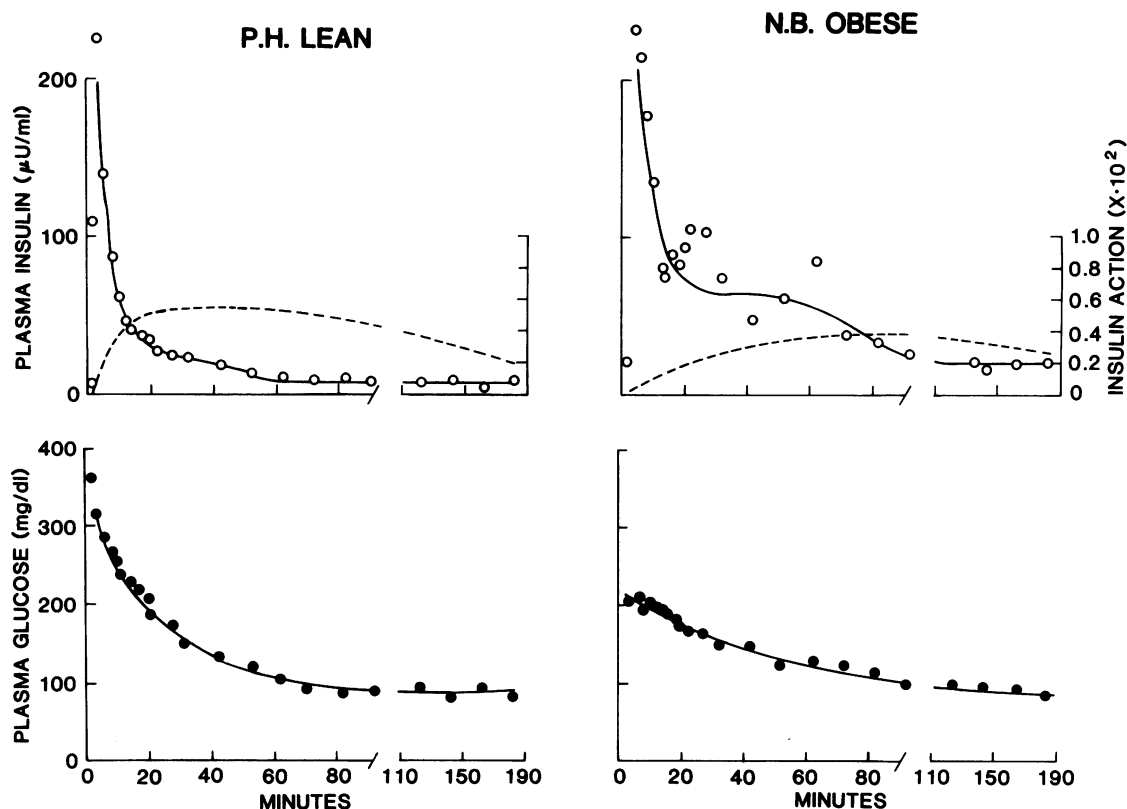 P.H. LEAN
N.B. OBESE
PLASMA INSULIN (µU/ml)
200
100
0
INSULIN ACTION (X·10²)
1.0
0.8
0.6
0.4
0.2
0
PLASMA GLUCOSE (mg/dl)
400
300
200
100
0
0 20 40 60 80 110 150 190
MINUTES
0 20 40 60 80 110 150 190
MINUTES